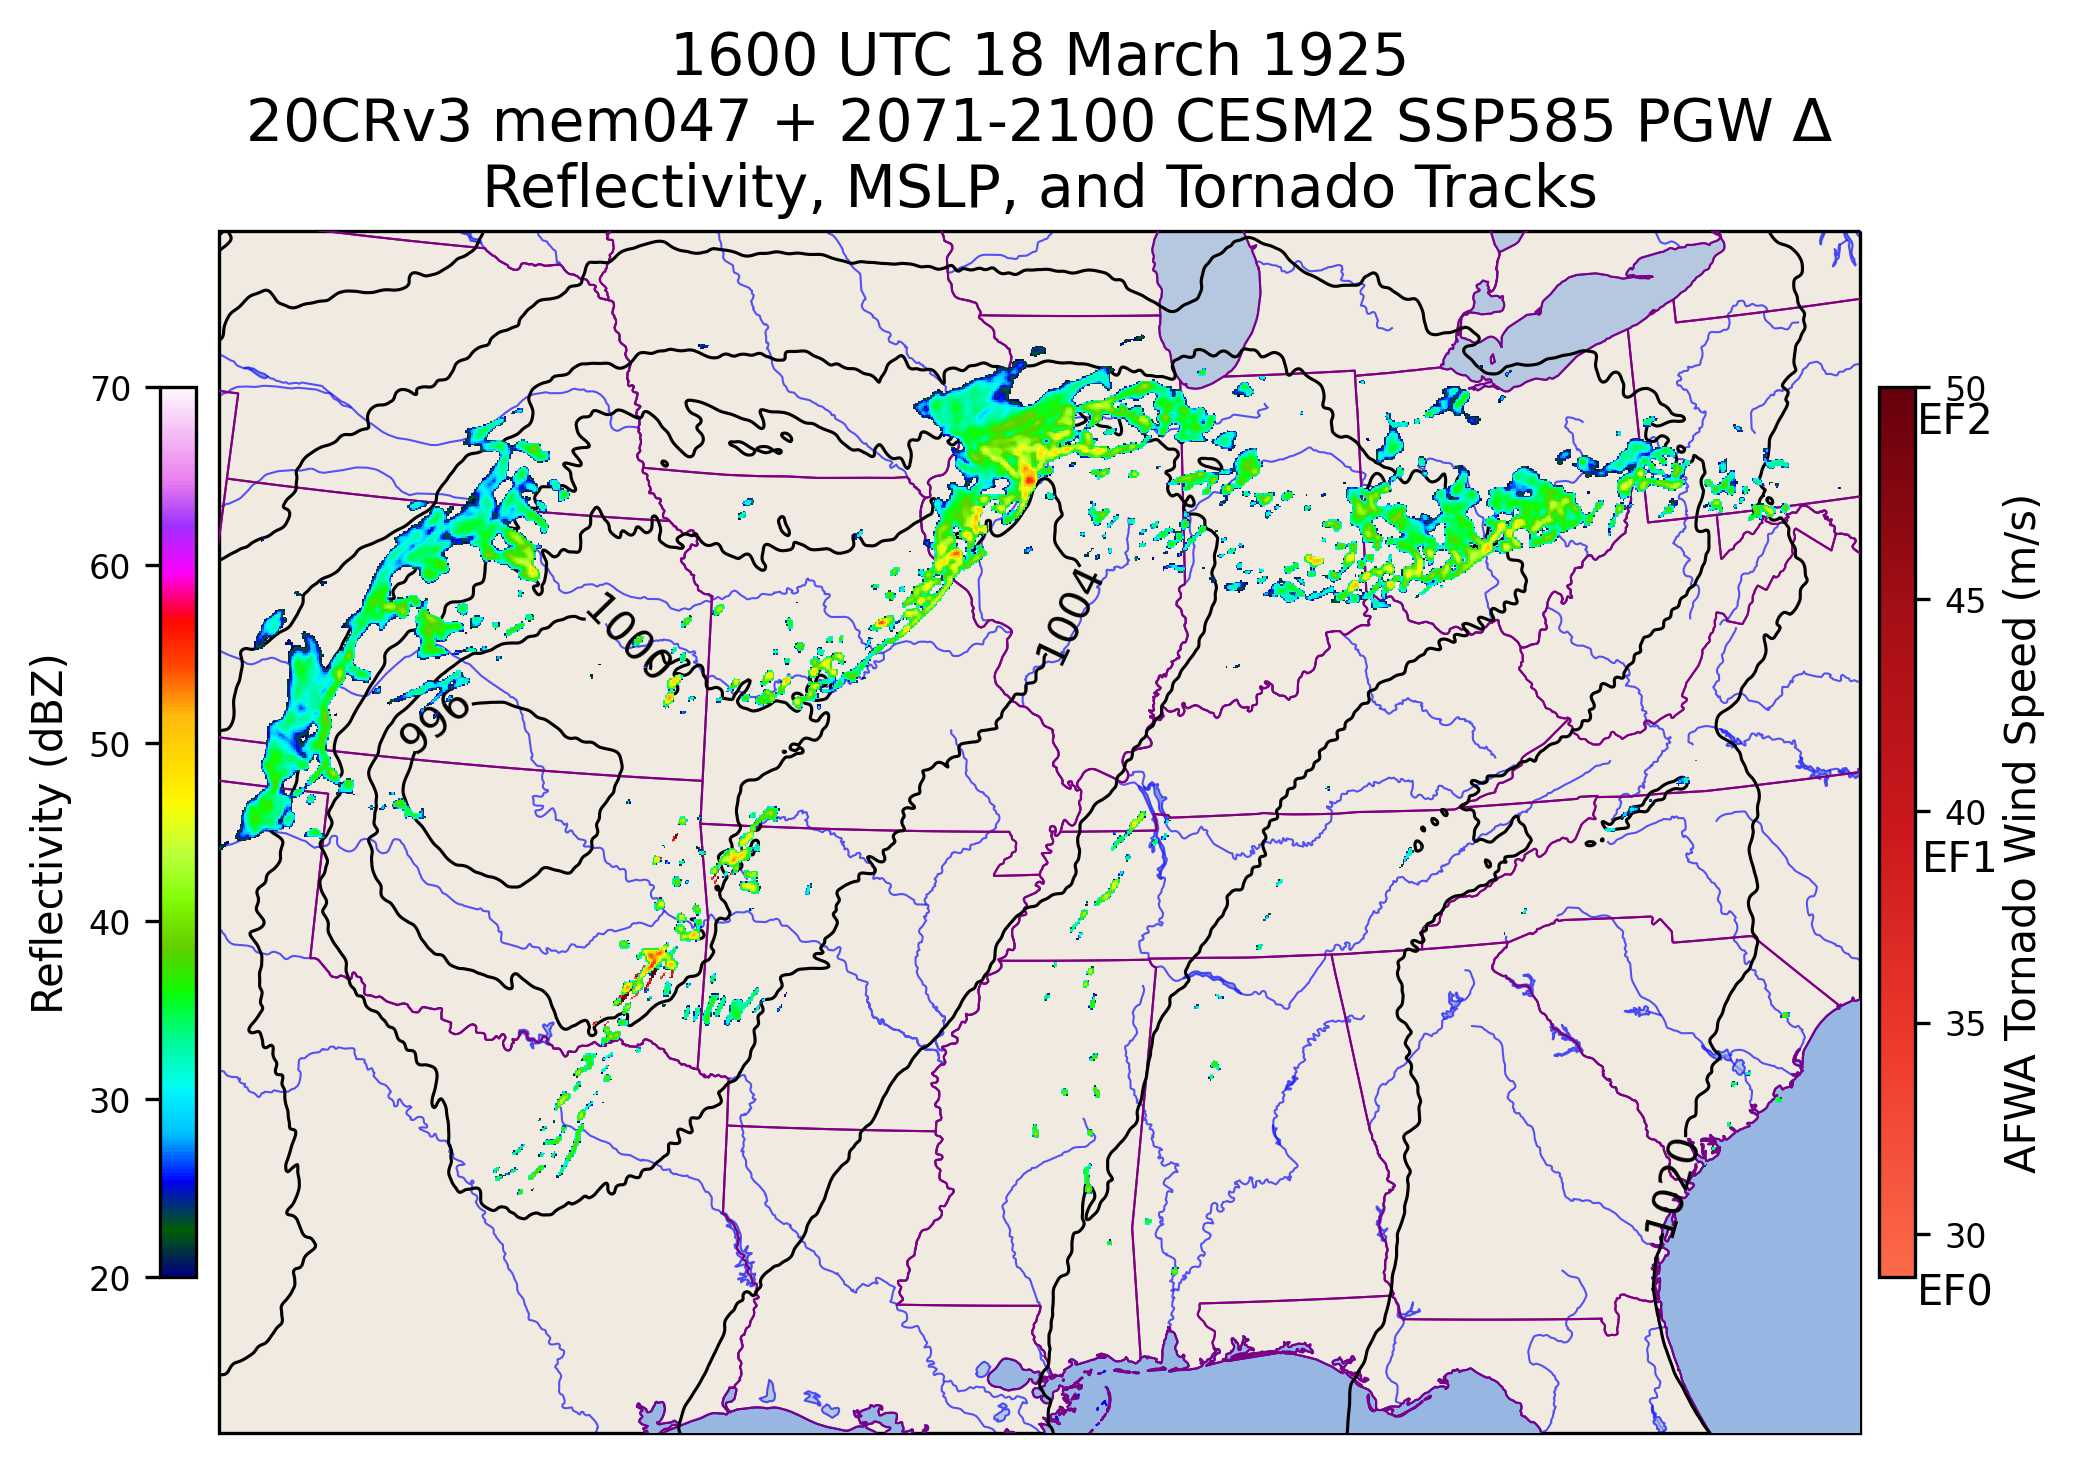 1600 UTC 18 March 1925
20CRv3 mem047 + 2071-2100 CESM2 SSP585 PGW Δ
Reflectivity, MSLP, and Tornado Tracks
70
60
50
40
30
20
Reflectivity (dBZ)
1000
1004
996
1020
50
EF2
45
40
EF1
35
30
EF0
AFWA Tornado Wind Speed (m/s)